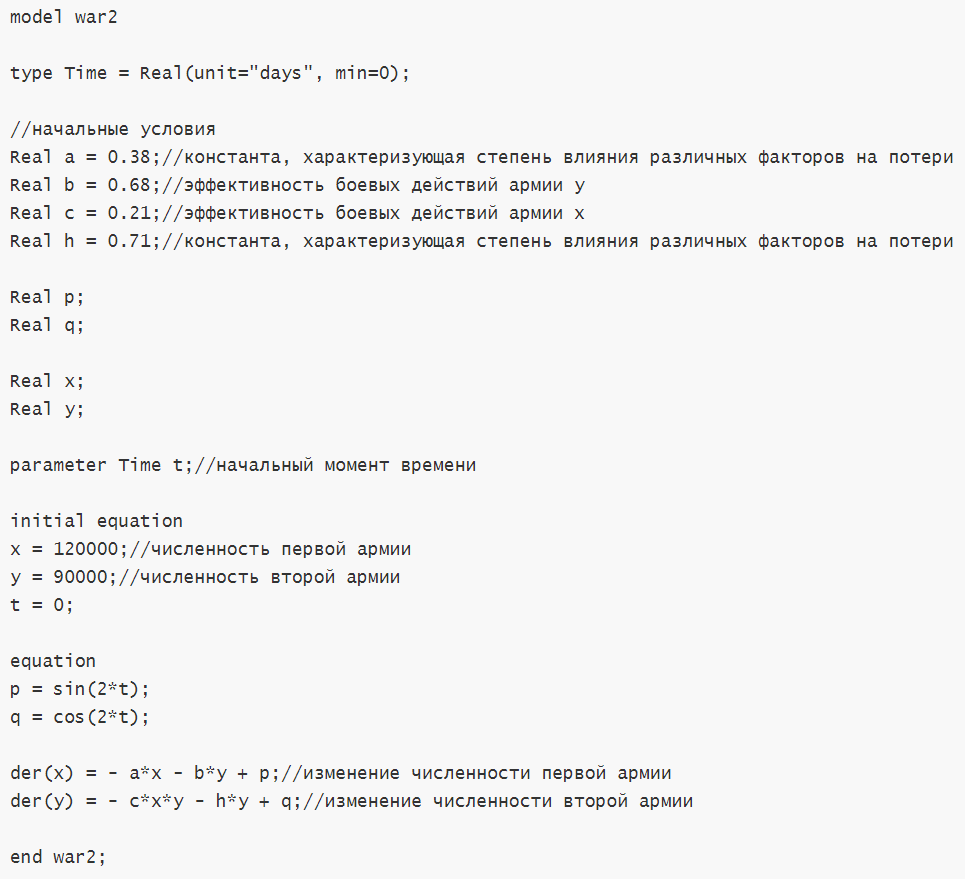 model war2
type Time = Real(unit="days", min=0);
//начальные условия
Real a = 0.38;//константа, характеризующая степень влияния различных факторов на потери
Real b = 0.68;//эффективность боевых действий армии у
Real c = 0.21;//эффективность боевых действий армии х
Real h = 0.71;//константа, характеризующая степень влияния различных факторов на потери
Real p;
Real q;
Real x;
Real y;
parameter Time t;//начальный момент времени
initial equation
x = 120000;//численность первой армии
y = 90000;//численность второй армии
t = 0;
equation
p = sin(2*t);
q = cos(2*t);
der(x) = - a*x - b*y + p;//изменение численности первой армии
der(y) = - c*x*y - h*y + q;//изменение численности второй армии
end war2;